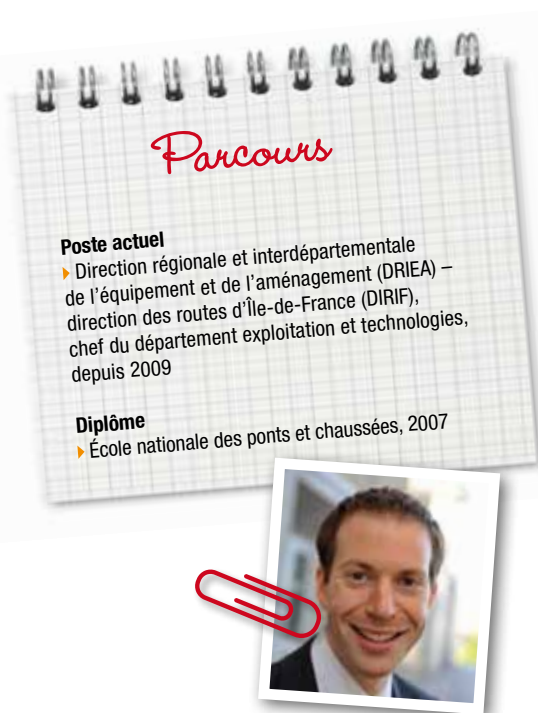 Parcours
Poste actuel
Direction régionale et interdépartementale
de l'équipement et de l'aménagement (DRIEA) –
direction des routes d'Île-de-France (DIRIF),
chef du département exploitation et technologies,
depuis 2009
Diplôme
École nationale des ponts et chaussées, 2007